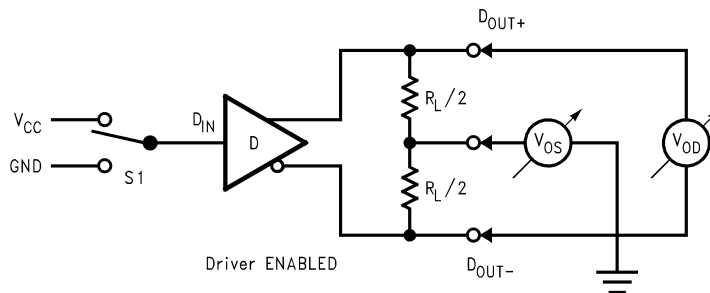 DOUT+
VCC
DIN
RL/2
D
VOS
VOD
GND
S1
RL/2
Driver ENABLED
DOUT−